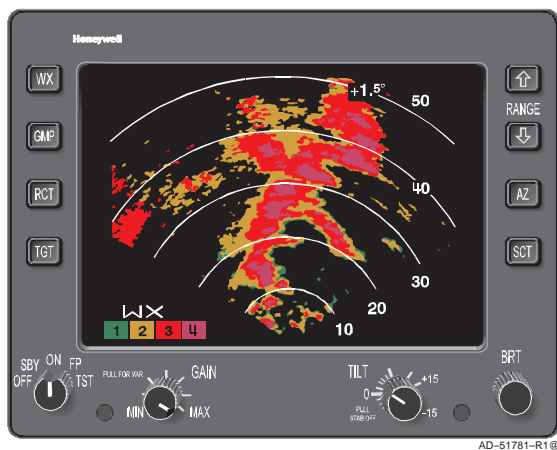 Honeywell
WX
GMP
RCT
TGT
+1.5°
50
40
30
20
10
WX
1 2 3 4
RANGE
AZ
SCT
SBY ON FP
OFF TST
PULL FOR VAR
GAIN
MIN MAX
TILT
+15
0
PULL
STAB OFF
-15
BRT
AD-51781-R1@